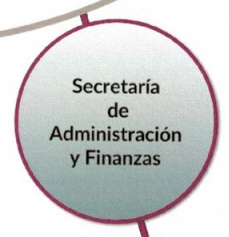 Secretaría
de
Administración
y Finanzas